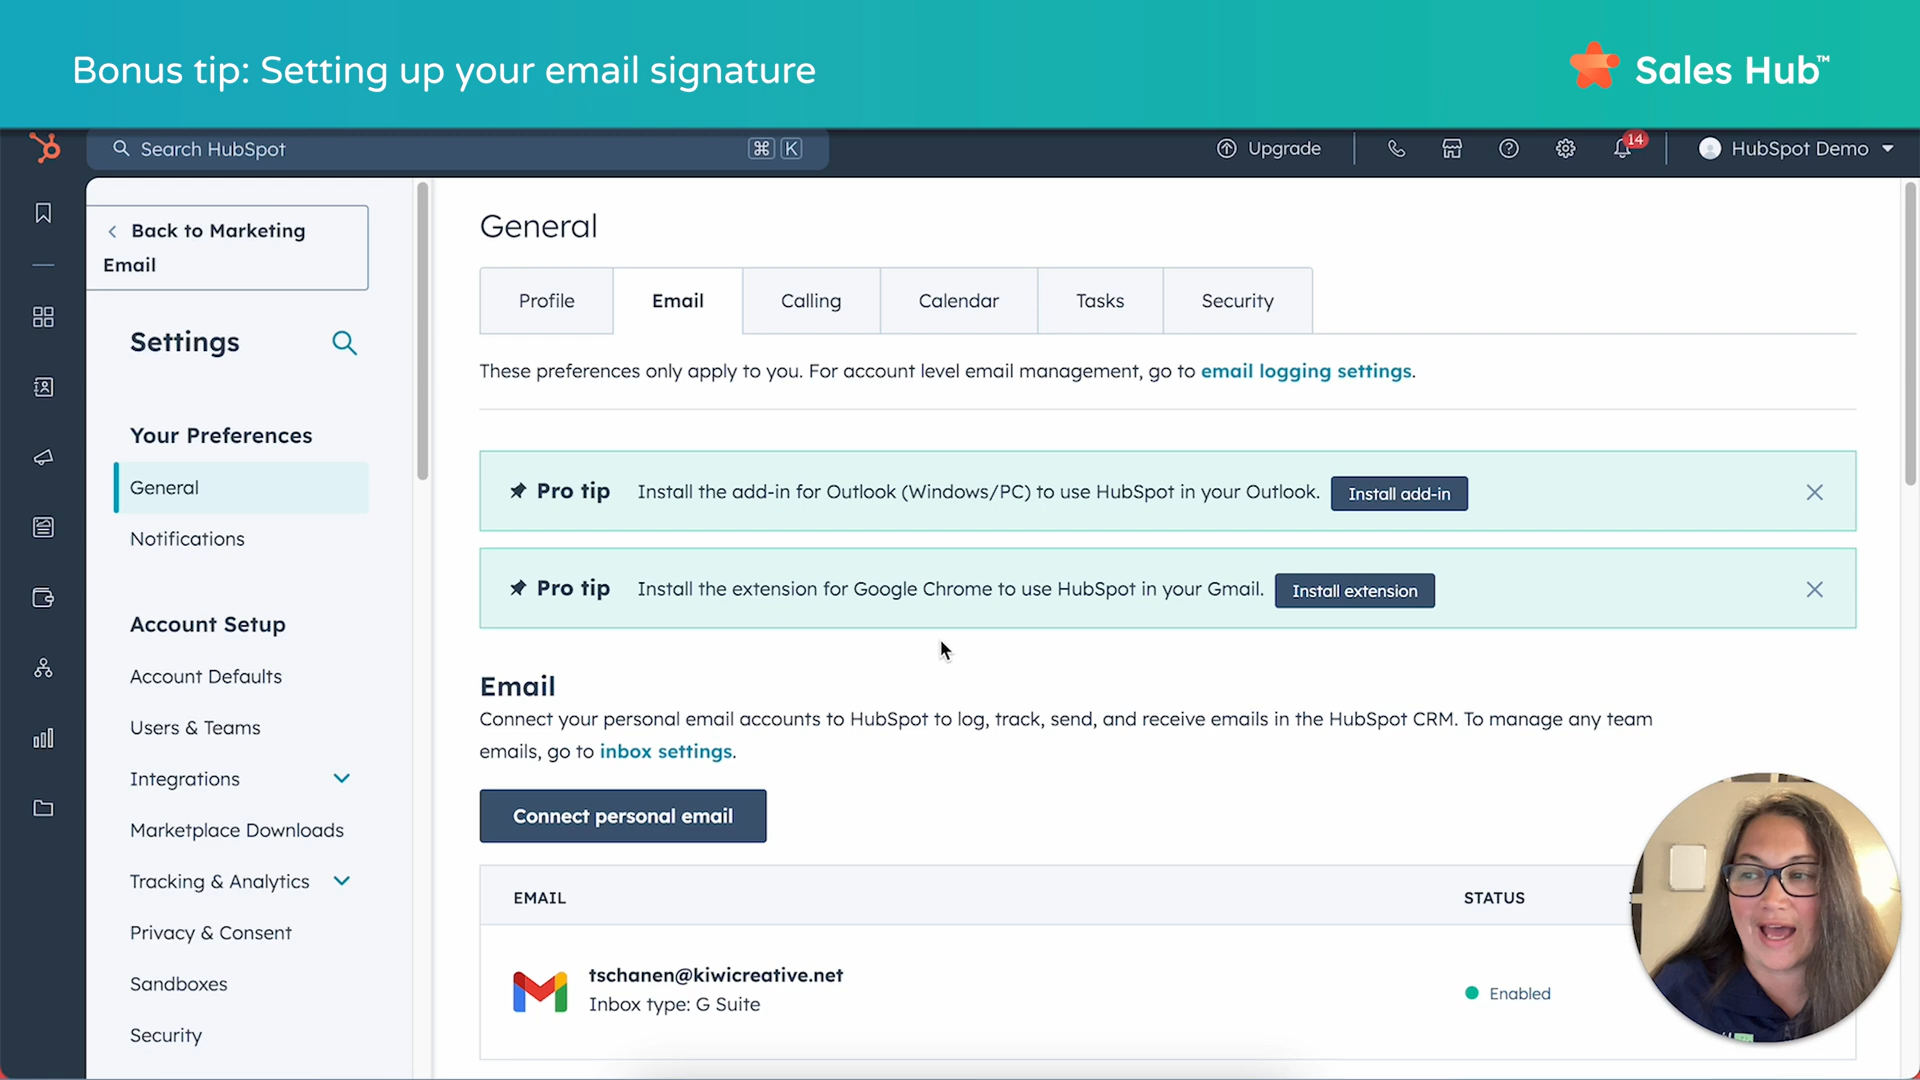 Bonus tip: Setting up your email signature
Sales Hub™
Search HubSpot
⌘ K
Upgrade
14
HubSpot Demo
Back to Marketing
Email
Settings
Your Preferences
General
Notifications
Account Setup
Account Defaults
Users & Teams
Integrations
Marketplace Downloads
Tracking & Analytics
Privacy & Consent
Sandboxes
Security
General
Profile
Email
Calling
Calendar
Tasks
Security
These preferences only apply to you. For account level email management, go to email logging settings.
Pro tip Install the add-in for Outlook (Windows/PC) to use HubSpot in your Outlook. Install add-in
Pro tip Install the extension for Google Chrome to use HubSpot in your Gmail. Install extension
Email
Connect your personal email accounts to HubSpot to log, track, send, and receive emails in the HubSpot CRM. To manage any team
emails, go to inbox settings.
Connect personal email
EMAIL
STATUS
tschanen@kiwicreative.net
Inbox type: G Suite
Enabled